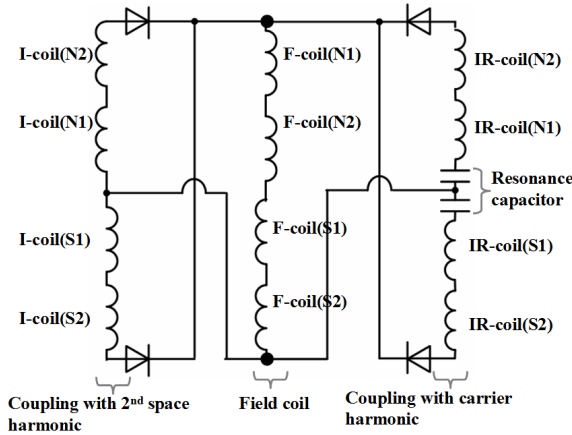 I-coil(N2)
F-coil(N1)
IR-coil(N2)
I-coil(N1)
F-coil(N2)
IR-coil(N1)
Resonance
capacitor
I-coil(S1)
F-coil(S1)
IR-coil(S1)
I-coil(S2)
F-coil(S2)
IR-coil(S2)
Coupling with 2nd space
harmonic
Field coil
Coupling with carrier
harmonic